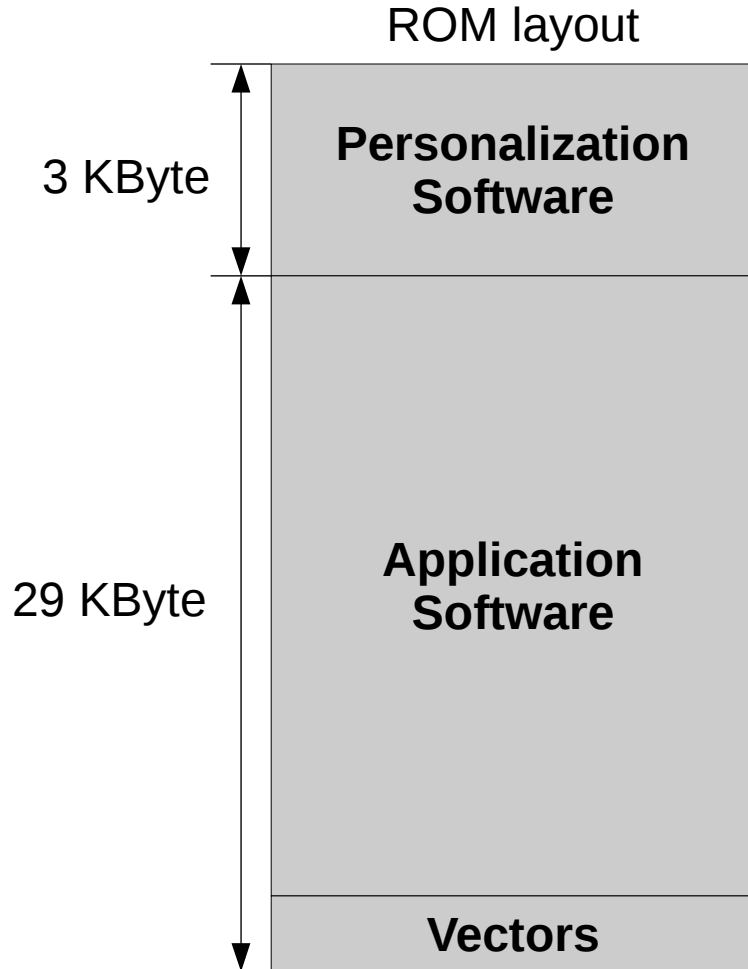 ROM layout
3 KByte
Personalization
Software
29 KByte
Application
Software
Vectors